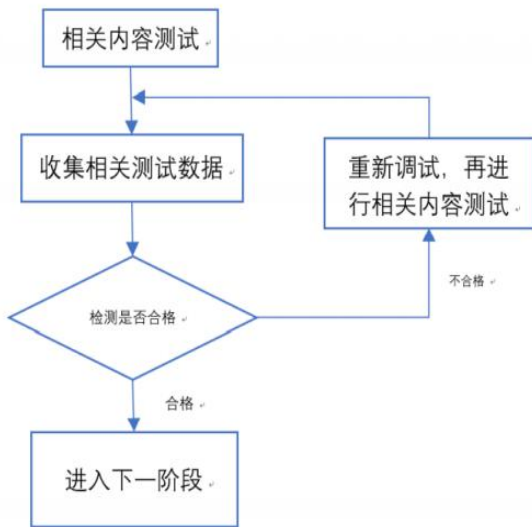 相关内容测试
收集相关测试数据
重新调试，再进
行相关内容测试
检测是否合格
不合格
合格
进入下一阶段